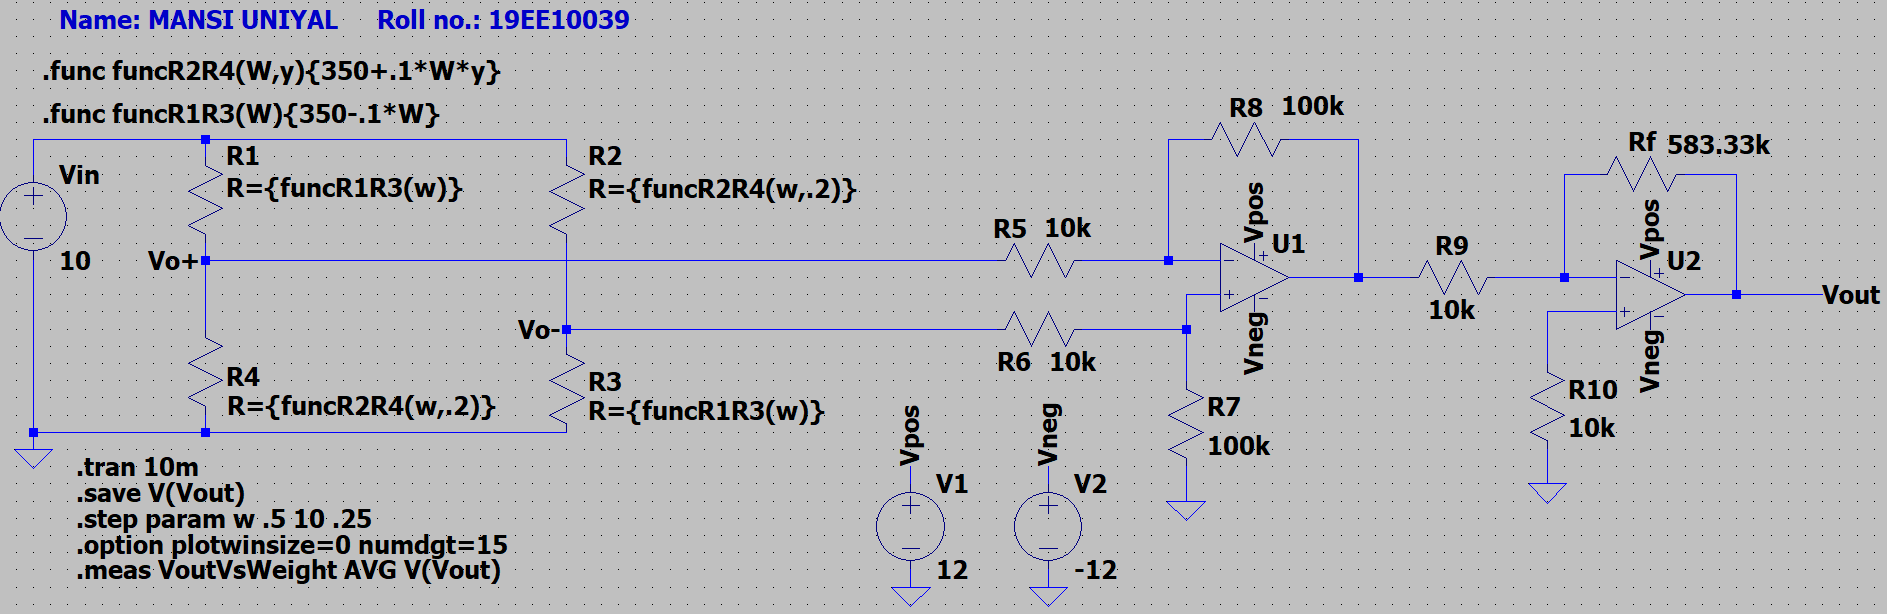 Name: MANSI UNIYAL Roll no.: 19EE10039
.func funcR2R4(W,y){350+.1*W*y}
.func funcR1R3(W){350-.1*W}
Vin
10
R1
R={funcR1R3(w)}
R2
R={funcR2R4(w,.2)}
Vo+
Vo-
R4
R={funcR2R4(w,.2)}
R3
R={funcR1R3(w)}
R5 10k
R6 10k
R8 100k
Vpos
U1
Vneg
R7
100k
R9
10k
Rf 583.33k
Vpos
U2
Vneg
Vout
R10
10k
Vpos
V1
12
Vneg
V2
-12
.tran 10m
.save V(Vout)
.step param w .5 10 .25
.option plotwinsize=0 numdgt=15
.meas VoutVsWeight AVG V(Vout)